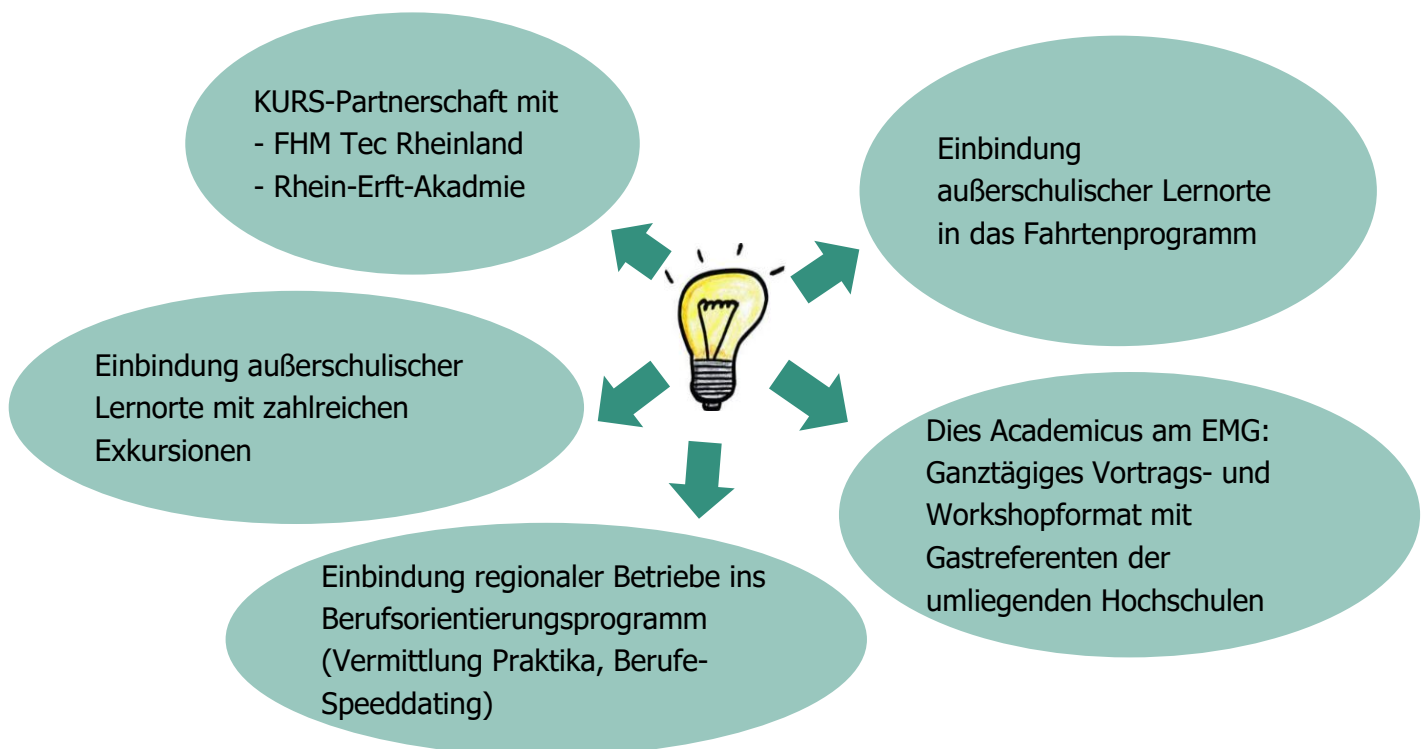 KURS-Partnerschaft mit
- FHM Tec Rheinland
- Rhein-Erft-Akadmie
Einbindung
außerschulischer Lernorte
in das Fahrtenprogramm
Einbindung außerschulischer
Lernorte mit zahlreichen
Exkursionen
Dies Academicus am EMG:
Ganztägiges Vortrags- und
Workshopformat mit
Gastreferenten der
umliegenden Hochschulen
Einbindung regionaler Betriebe ins
Berufsorientierungsprogramm
(Vermittlung Praktika, Berufe-
Speeddating)